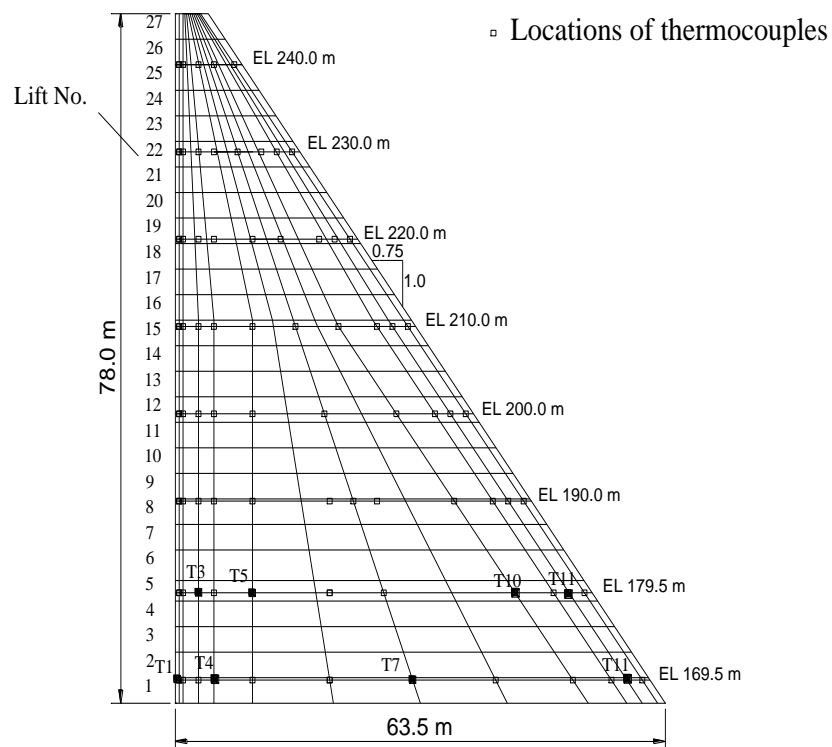 27
Locations of thermocouples
26
EL 240.0 m
25
Lift No.
24
23
EL 230.0 m
22
21
20
19
EL 220.0 m
18
0.75
17
1.0
16
EL 210.0 m
15
14
78.0 m
13
12
EL 200.0 m
11
10
9
EL 190.0 m
8
7
6
T3
T5
T10
T11
5
EL 179.5 m
4
3
2
T1
T4
T7
T11
EL 169.5 m
1
63.5 m